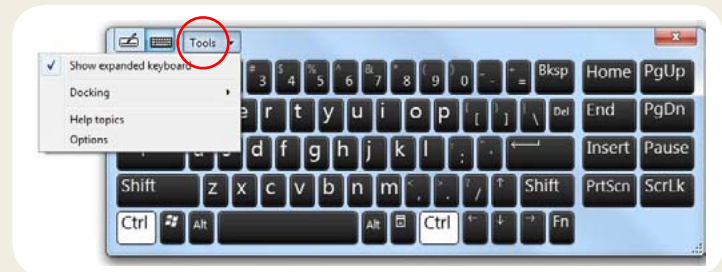 Tools
Show expanded keyboard
Docking
Help topics
Options
# 3 $ 4 % 5 ^ 6 & 7 * 8 ( 9 ) 0 - + = Bksp Home PgUp
r t y u i o p { [ } ] | \ Del End PgDn
d f g h j k l : ; " ' Insert Pause
Shift z x c v b n m < , > . ? / ↑ Shift PrtScn ScrLk
Ctrl Alt Alt Ctrl ← ↓ → Fn